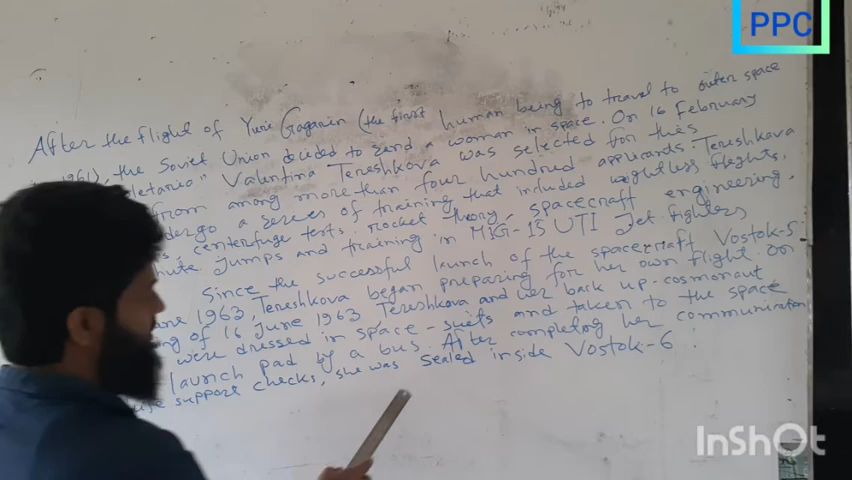 PPC
After the flight of Yuri Gagarin (the first human being to travel to outer space
1961), the Soviet Union decided to send a woman in space. On 16 February
"Valentina Tereshkova was selected for this
from among more than four hundred applicants. Tereshkova
a series of training that included weightless flights,
centerfuge tests, rocket theory, spacecraft engineering,
Jumps and training in MIG-15 UTI Jet fighters
Since the successful launch of the spacecraft Vostok-5
1963, Tereshkova began preparing for her own flight. On
of 16 June 1963 Tereshkova and her back up-cosmonaut
were dressed in space-suits and taken to the space
launch pad by a bus. After completing her communication
support checks, she was sealed inside Vostok-6.
InShOt